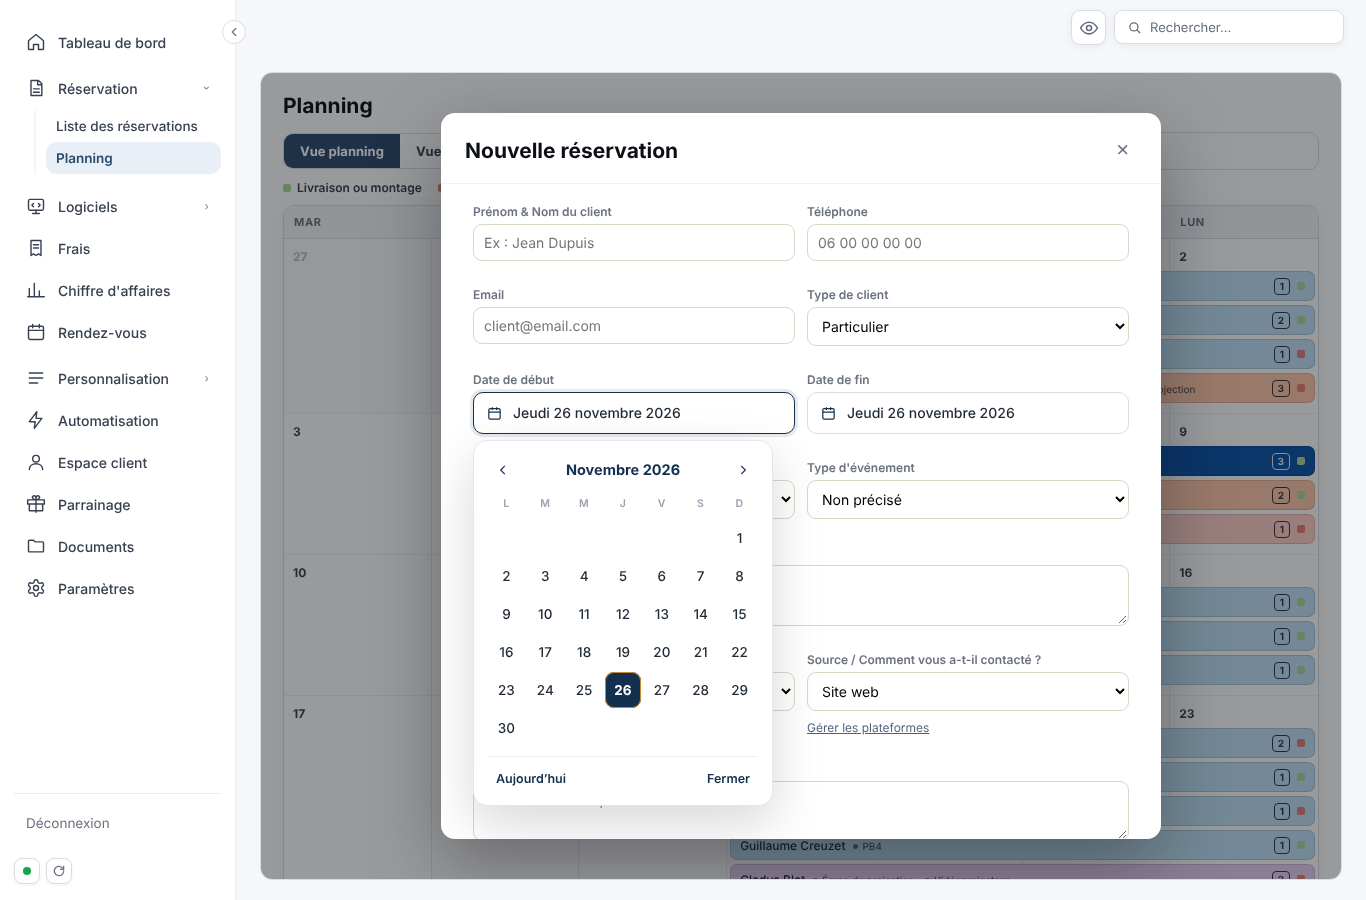 Tableau de bord
Réservation
Liste des réservations
Planning
Logiciels
Frais
Chiffre d'affaires
Rendez-vous
Personnalisation
Automatisation
Espace client
Parrainage
Documents
Paramètres
Déconnexion
Rechercher...
Planning
Vue planning
Vue
Livraison ou montage
MAR
LUN
27
2
1
2
1
jection
3
3
9
3
2
1
10
16
1
1
1
17
23
2
1
1
Guillaume Creuzet • PB4
1
Nouvelle réservation
Prénom & Nom du client
Téléphone
Ex : Jean Dupuis
06 00 00 00 00
Email
Type de client
client@email.com
Particulier
Date de début
Date de fin
Jeudi 26 novembre 2026
Jeudi 26 novembre 2026
Novembre 2026
L M M J V S D
1
2 3 4 5 6 7 8
9 10 11 12 13 14 15
16 17 18 19 20 21 22
23 24 25 26 27 28 29
30
Aujourd'hui
Fermer
Type d'événement
Non précisé
Source / Comment vous a-t-il contacté ?
Site web
Gérer les plateformes